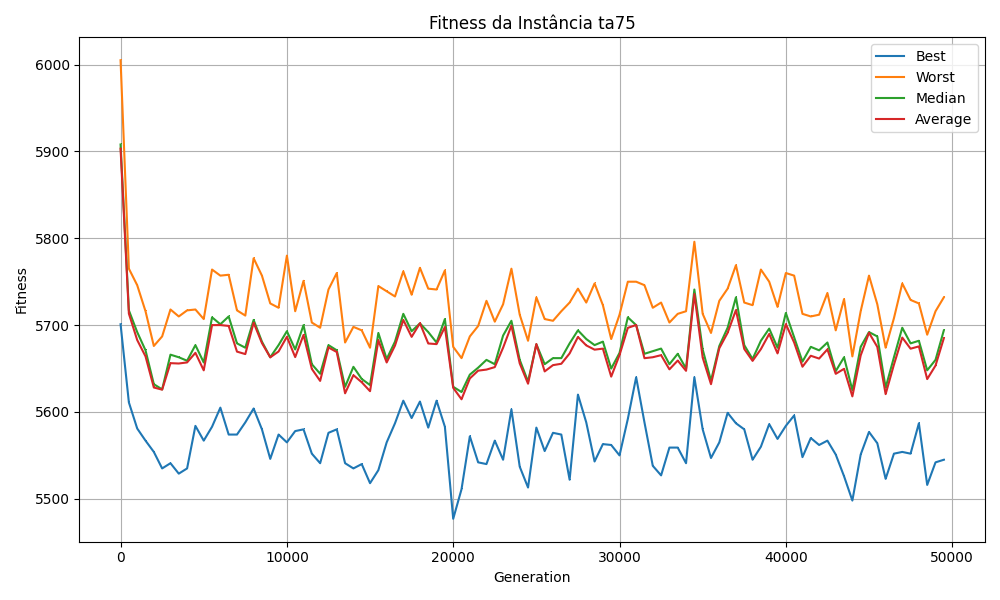 Fitness da Instância ta75
Best
Worst
Median
Average
Fitness
6000
5900
5800
5700
5600
5500
0
10000
20000
30000
40000
50000
Generation